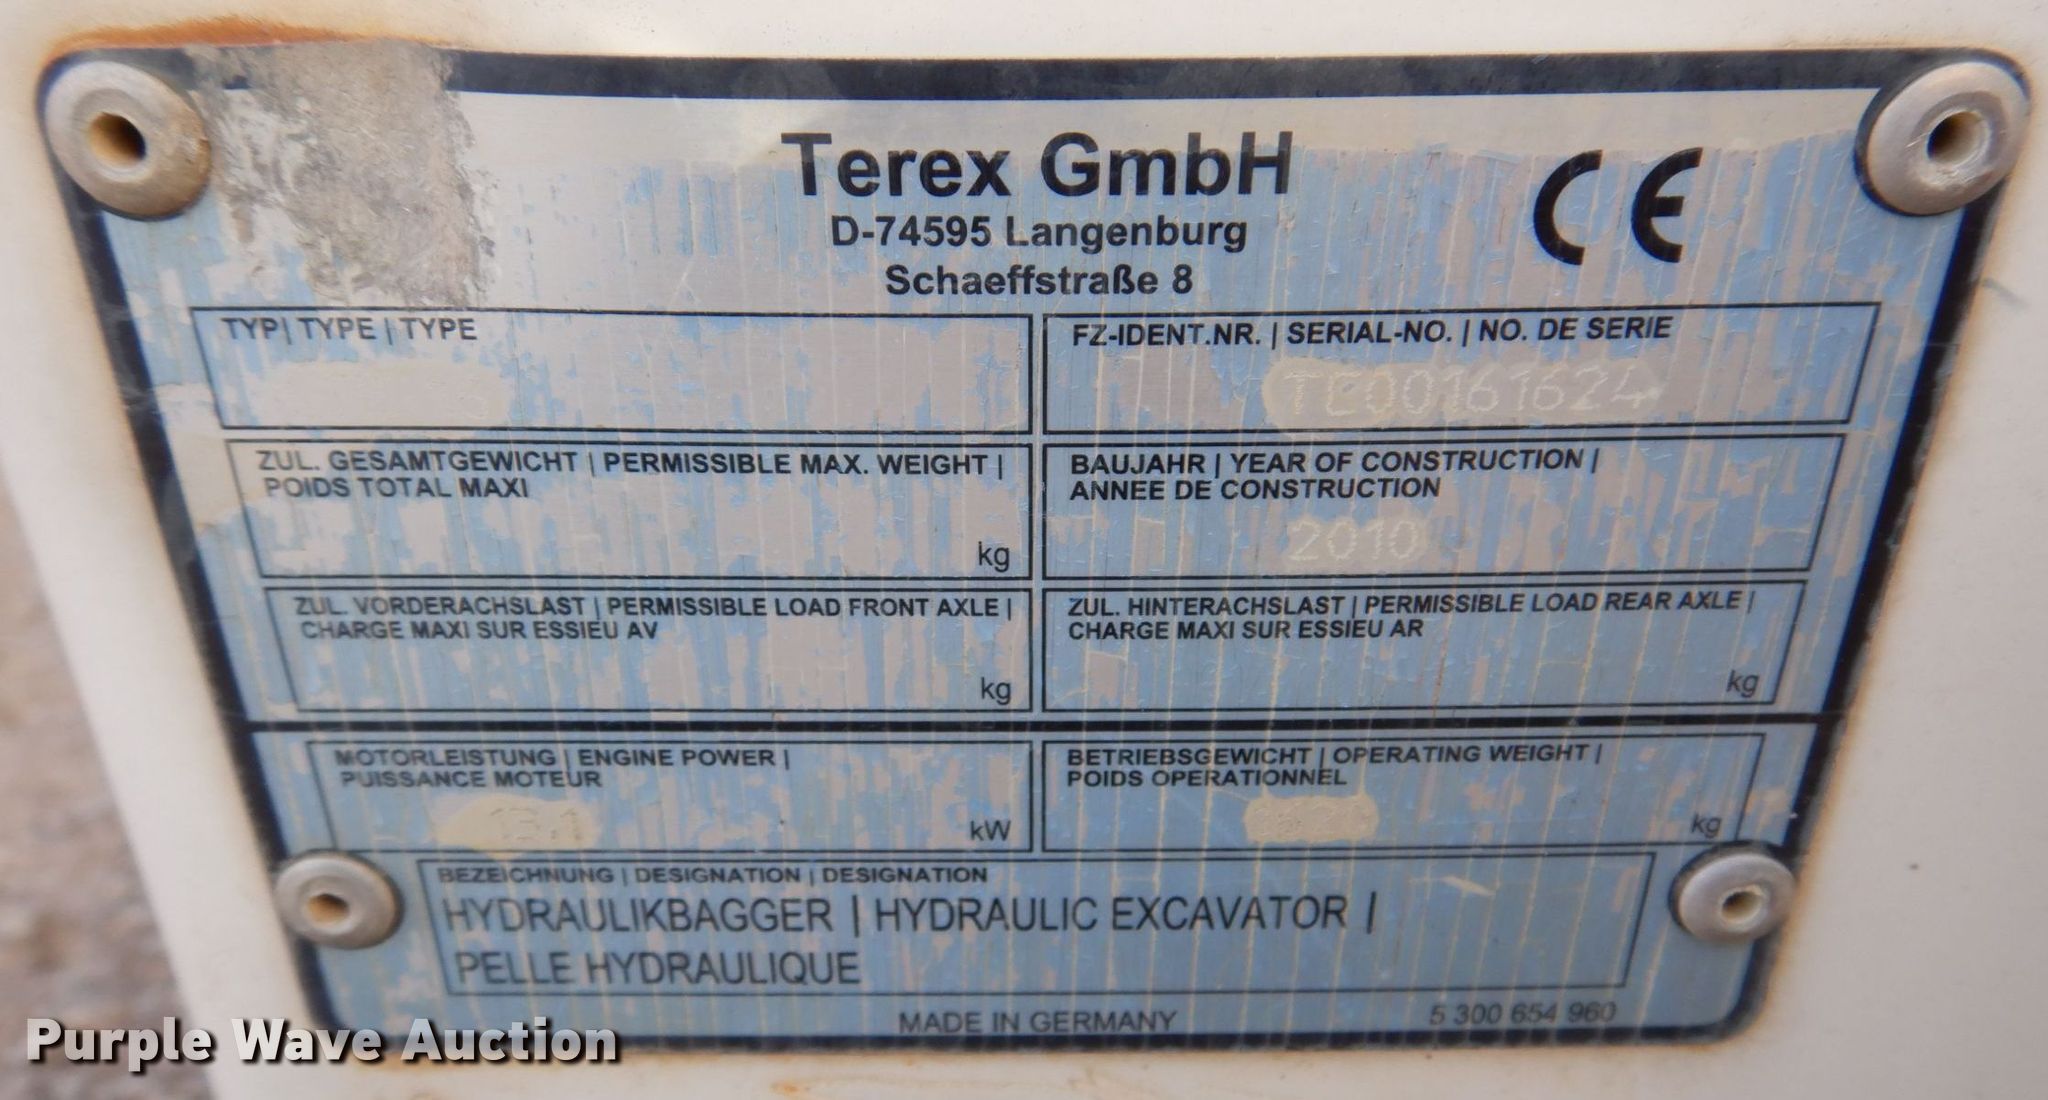 Terex GmbH
D-74595 Langenburg
Schaeffstraße 8
CE
TYP | TYPE | TYPE
FZ-IDENT.NR. | SERIAL-NO. | NO. DE SERIE
TE00161624
ZUL. GESAMTGEWICHT | PERMISSIBLE MAX. WEIGHT |
POIDS TOTAL MAXI
kg
BAUJAHR | YEAR OF CONSTRUCTION |
ANNEE DE CONSTRUCTION
2010
ZUL. VORDERACHSLAST | PERMISSIBLE LOAD FRONT AXLE |
CHARGE MAXI SUR ESSIEU AV
kg
ZUL. HINTERACHSLAST | PERMISSIBLE LOAD REAR AXLE |
CHARGE MAXI SUR ESSIEU AR
kg
MOTORLEISTUNG | ENGINE POWER |
PUISSANCE MOTEUR
13.1 kW
BETRIEBSGEWICHT | OPERATING WEIGHT |
POIDS OPERATIONNEL
kg
BEZEICHNUNG | DESIGNATION | DESIGNATION
HYDRAULIKBAGGER | HYDRAULIC EXCAVATOR |
PELLE HYDRAULIQUE
MADE IN GERMANY
5 300 654 960
Purple Wave Auction